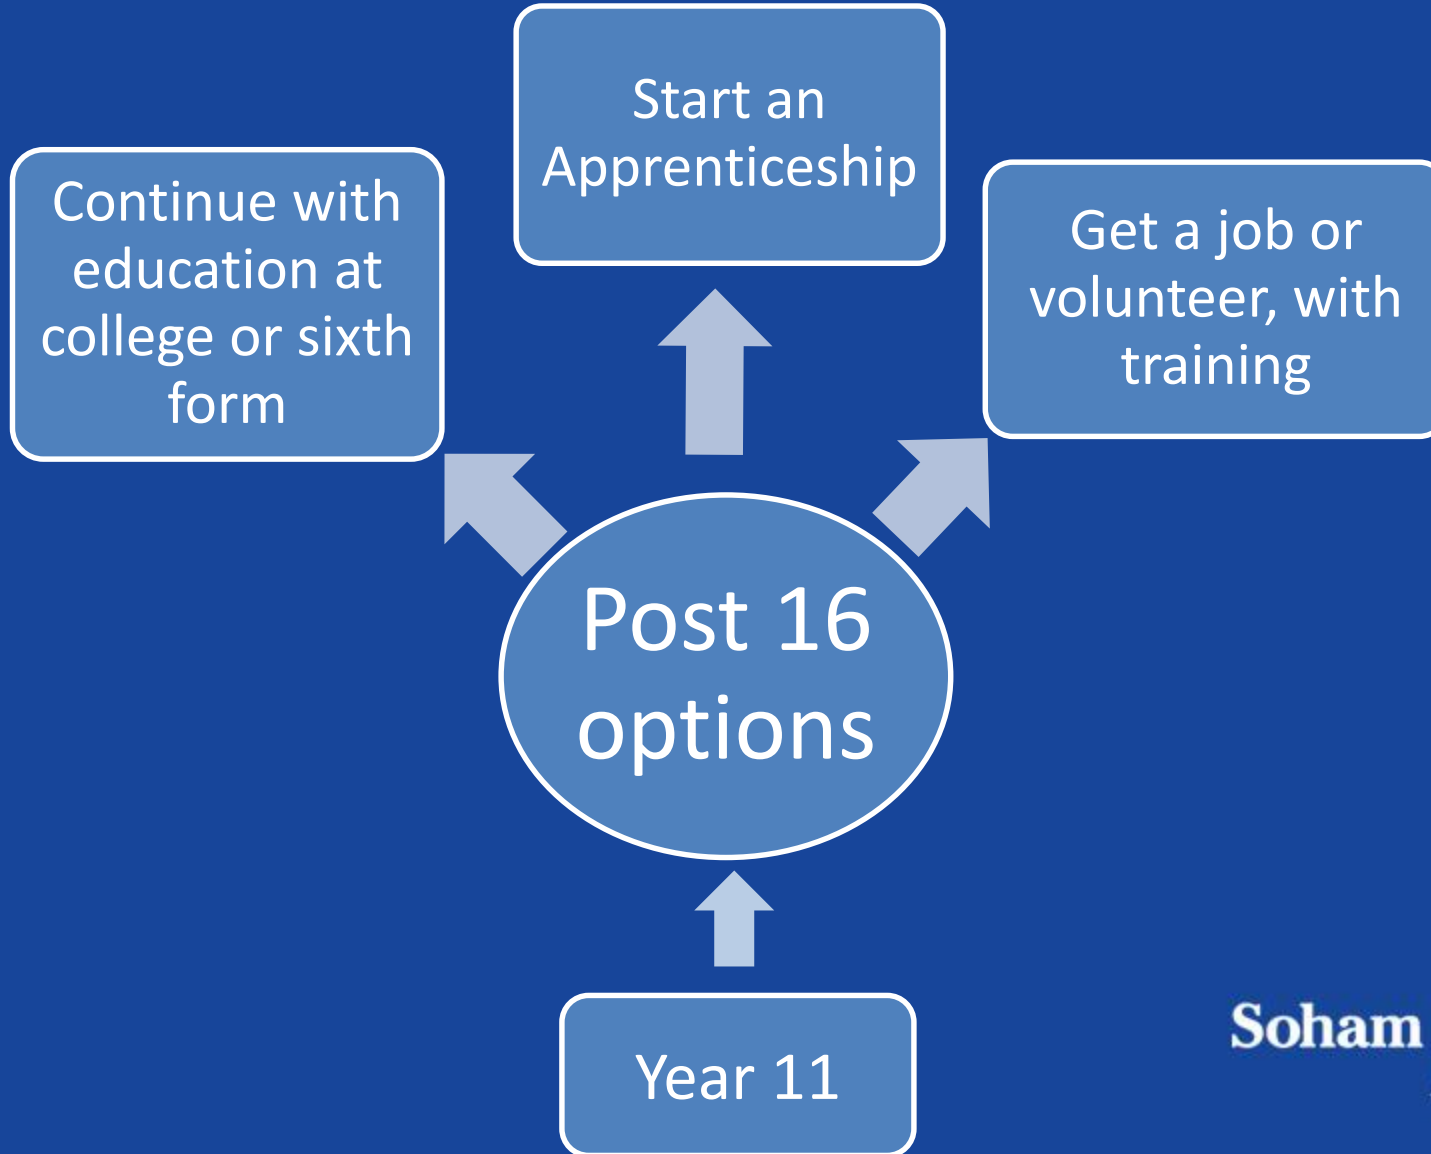 Start an
Apprenticeship
Continue with
education at
college or sixth
form
Get a job or
volunteer, with
training
Post 16
options
Year 11
Soham